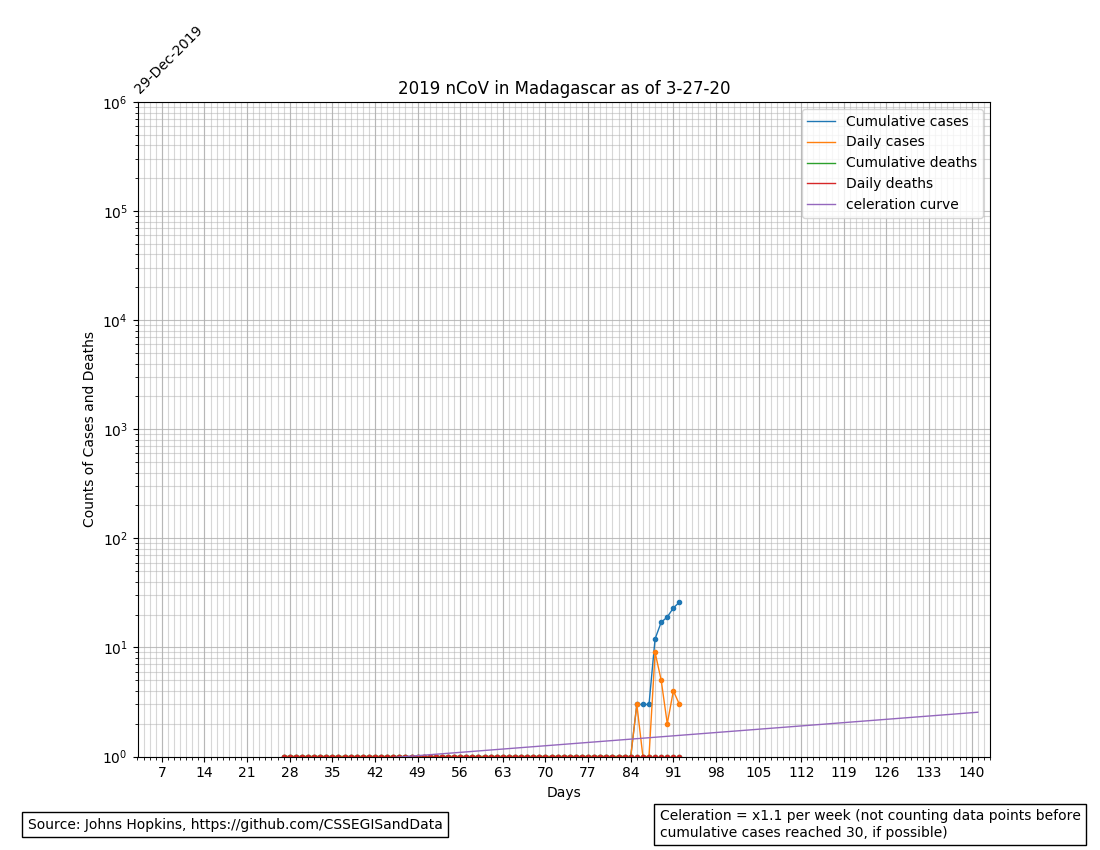 29-Dec-2019
2019 nCoV in Madagascar as of 3-27-20
Cumulative cases
Daily cases
Cumulative deaths
Daily deaths
celeration curve
Counts of Cases and Deaths
10^6
10^5
10^4
10^3
10^2
10^1
10^0
7 14 21 28 35 42 49 56 63 70 77 84 91 98 105 112 119 126 133 140
Days
Source: Johns Hopkins, https://github.com/CSSEGISandData
Celeration = x1.1 per week (not counting data points before
cumulative cases reached 30, if possible)